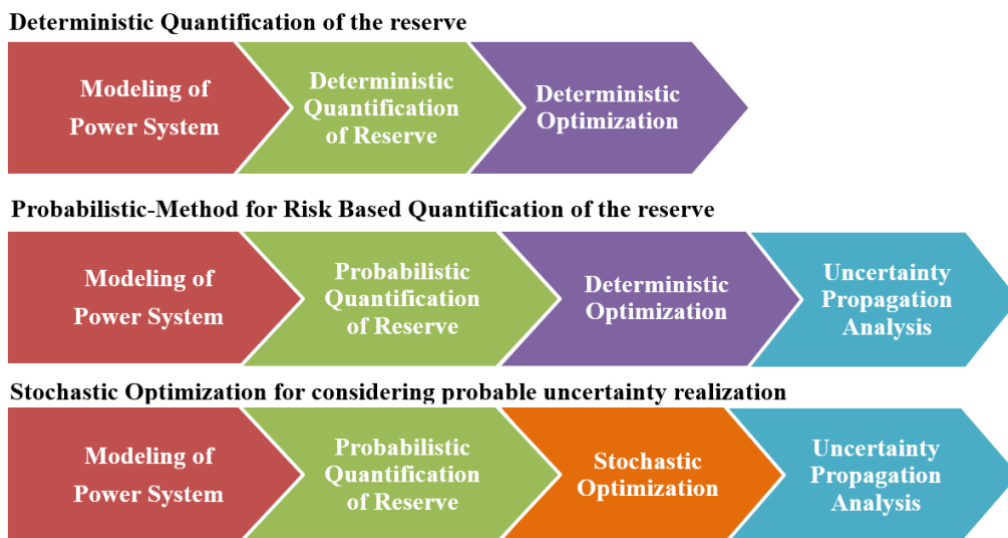 Deterministic Quantification of the reserve
Modeling of
Power System
Deterministic
Quantification
of Reserve
Deterministic
Optimization
Probabilistic-Method for Risk Based Quantification of the reserve
Modeling of
Power System
Probabilistic
Quantification
of Reserve
Deterministic
Optimization
Uncertainty
Propagation
Analysis
Stochastic Optimization for considering probable uncertainty realization
Modeling of
Power System
Probabilistic
Quantification
of Reserve
Stochastic
Optimization
Uncertainty
Propagation
Analysis